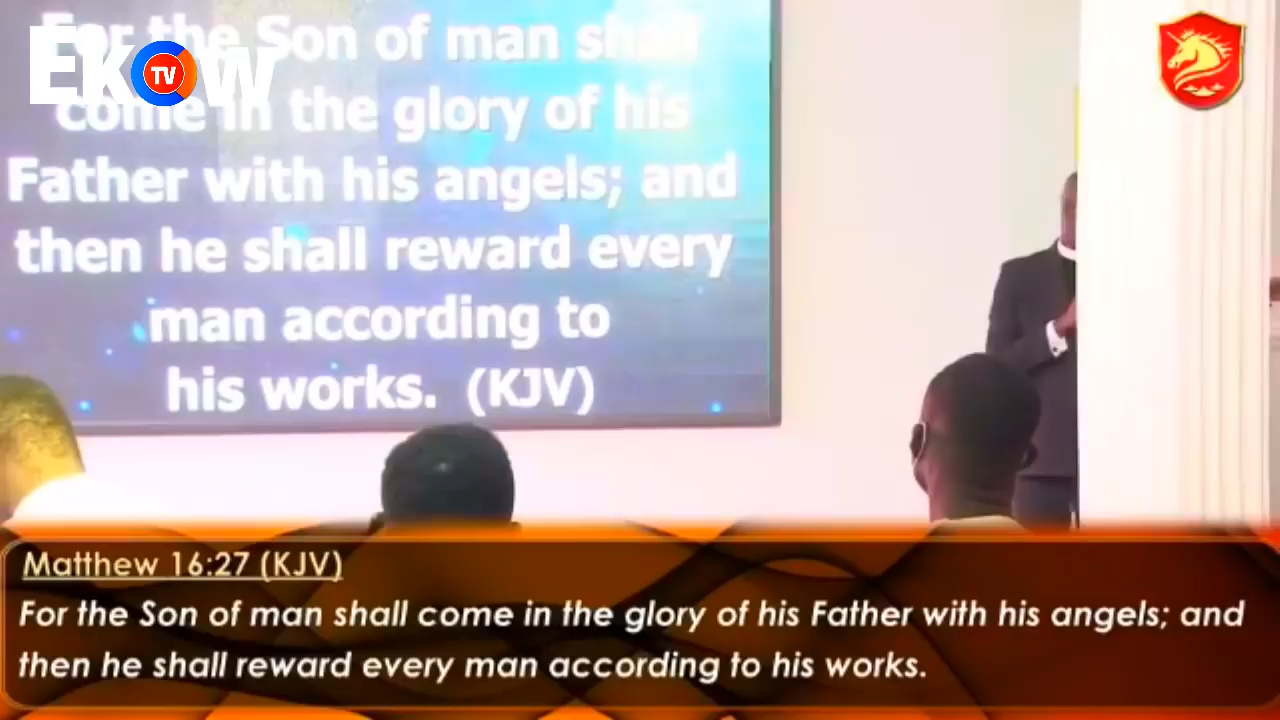 EKOW
TV
For the Son of man shall
come in the glory of his
Father with his angels; and
then he shall reward every
man according to
his works. (KJV)
Matthew 16:27 (KJV)
For the Son of man shall come in the glory of his Father with his angels; and
then he shall reward every man according to his works.